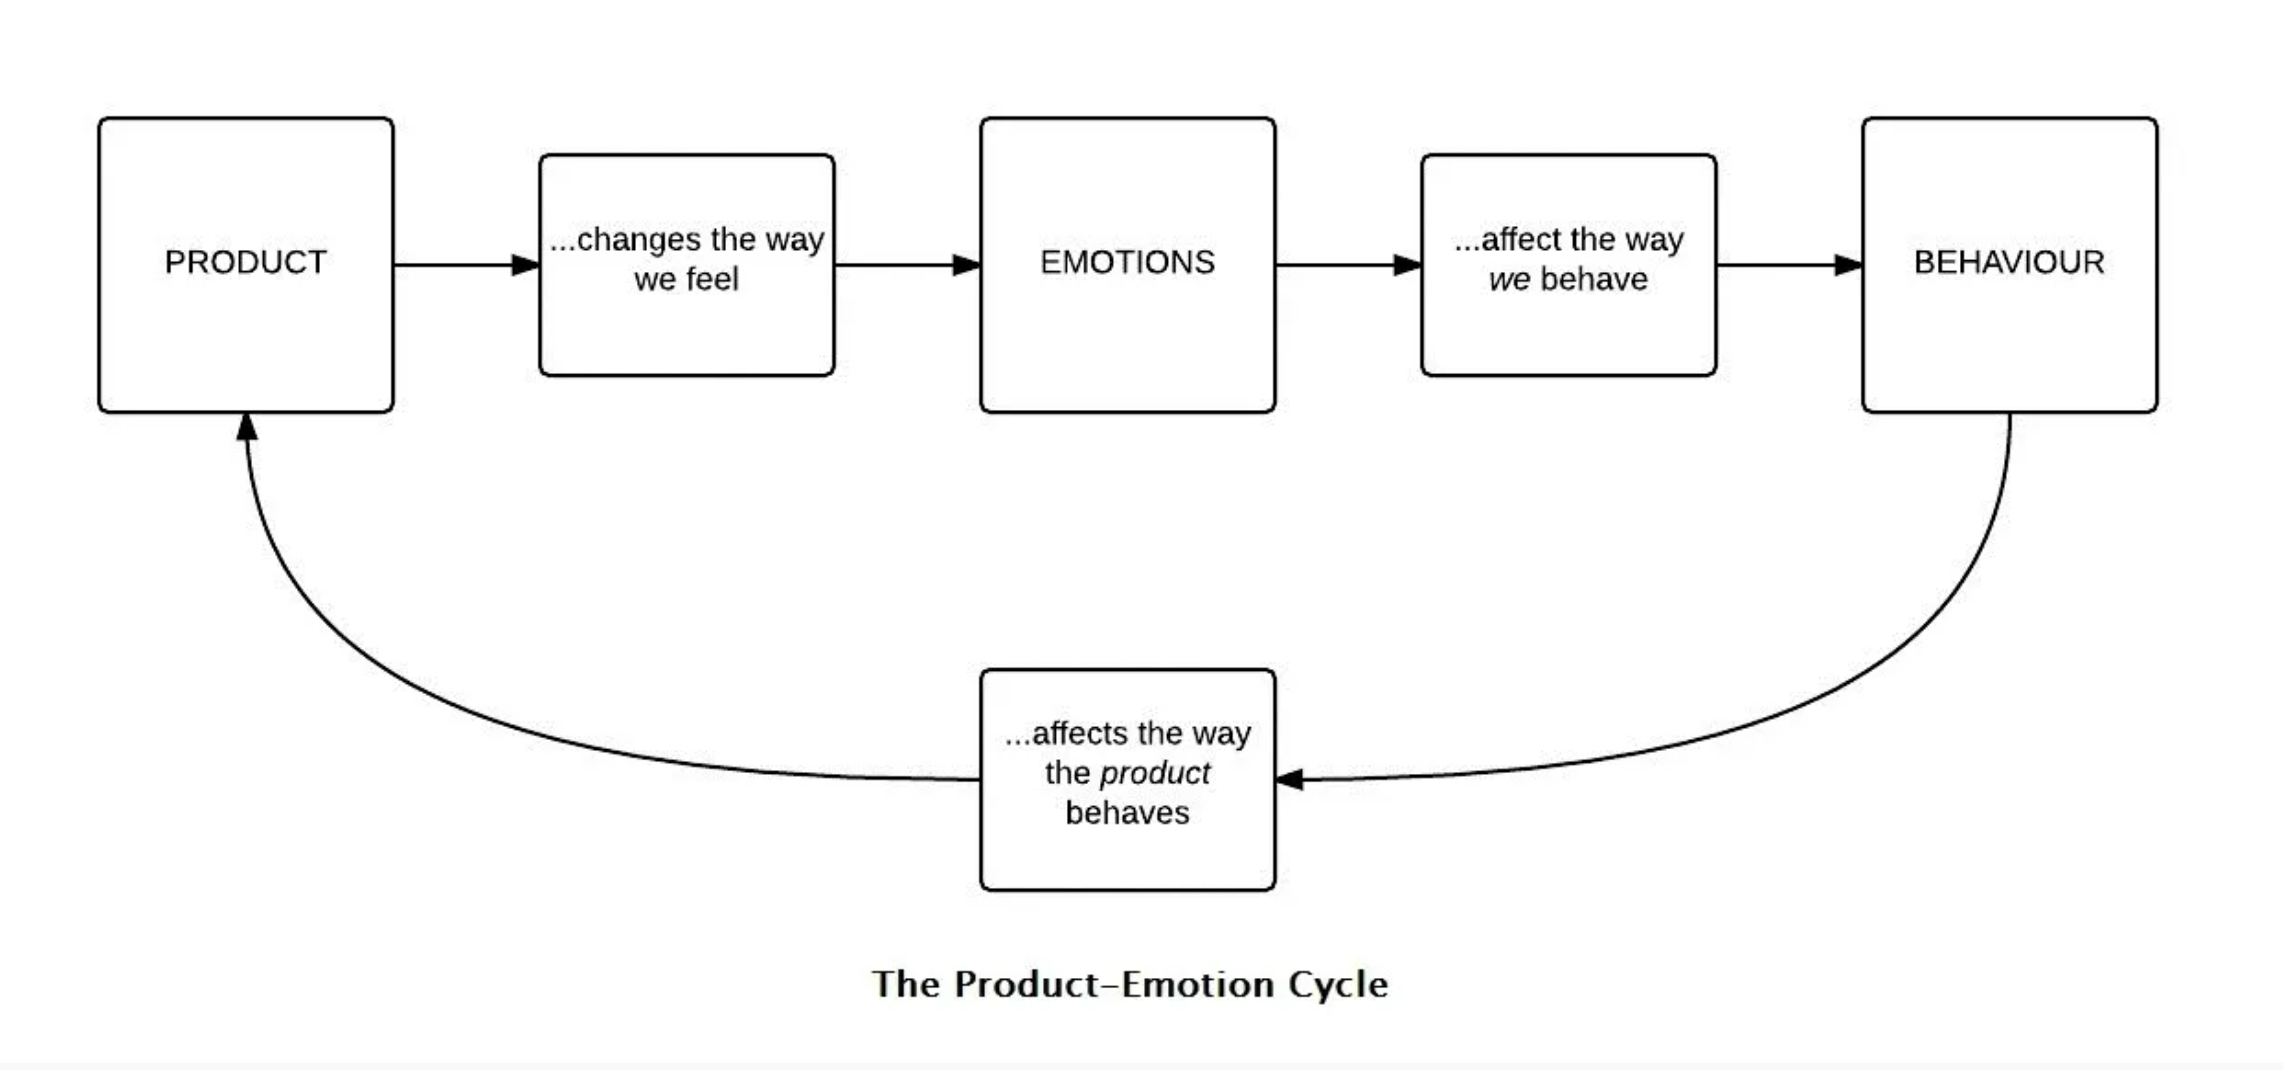 PRODUCT
...changes the way
we feel
EMOTIONS
...affect the way
we behave
BEHAVIOUR
...affects the way
the product
behaves
The Product-Emotion Cycle